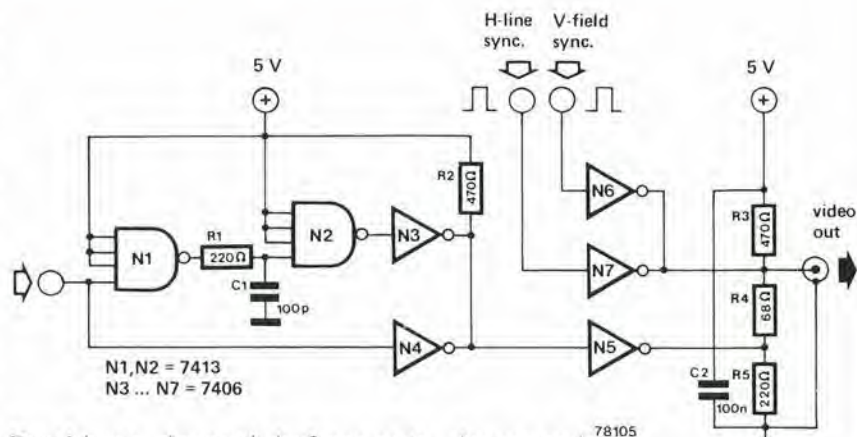 H-line
sync.
V-field
sync.
5 V
5 V
+
+
R2
470Ω
N6
R3
470Ω
video
out
N1
R1
220Ω
N2
N3
N7
R4
68Ω
C1
100p
N4
N5
C2
100n
R5
220Ω
N1,N2 = 7413
N3 ... N7 = 7406
78105